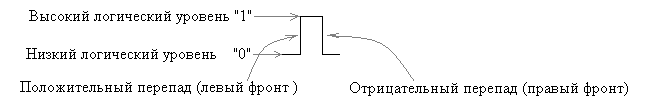 Высокий логический уровень "1"
Низкий логический уровень "0"
Положительный перепад (левый фронт )
Отрицательный перепад (правый фронт)